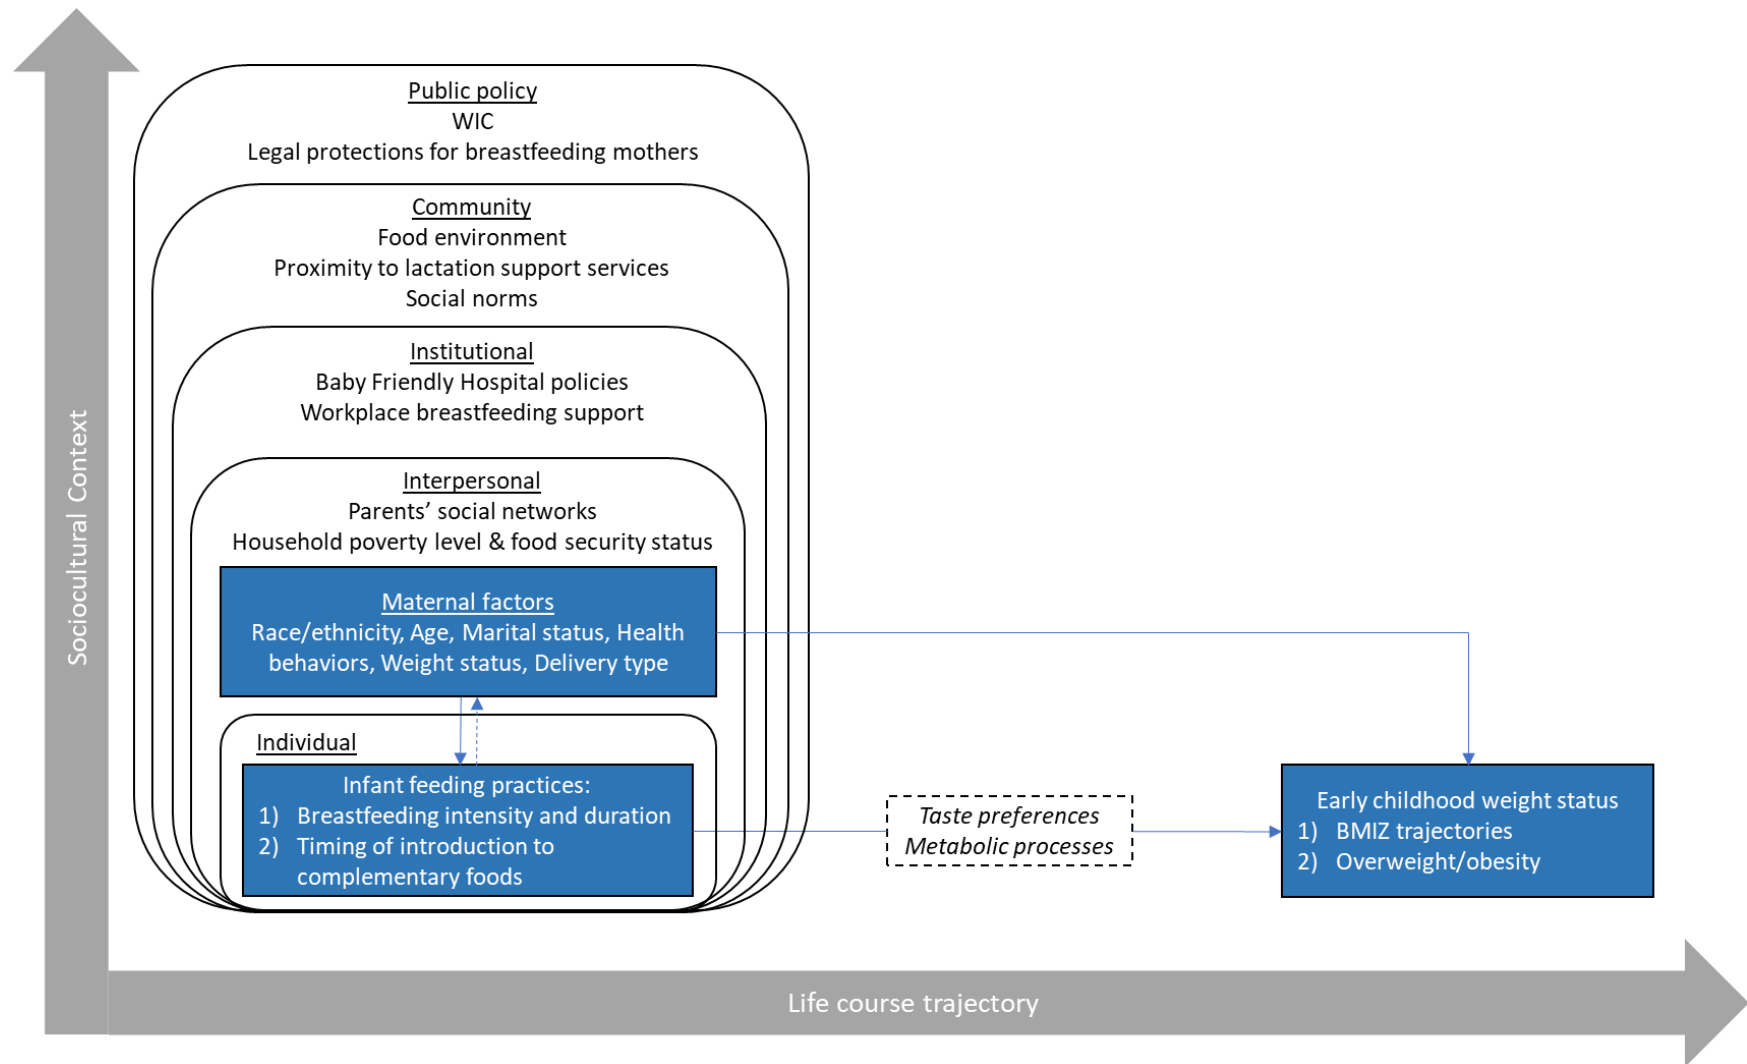 Public policy
WIC
Legal protections for breastfeeding mothers
Community
Food environment
Proximity to lactation support services
Social norms
Institutional
Baby Friendly Hospital policies
Workplace breastfeeding support
Interpersonal
Parents’ social networks
Household poverty level & food security status
Maternal factors
Race/ethnicity, Age, Marital status, Health
behaviors, Weight status, Delivery type
Individual
Infant feeding practices:
1) Breastfeeding intensity and duration
2) Timing of introduction to
complementary foods
Taste preferences
Metabolic processes
Early childhood weight status
1) BMIZ trajectories
2) Overweight/obesity
Sociocultural Context
Life course trajectory